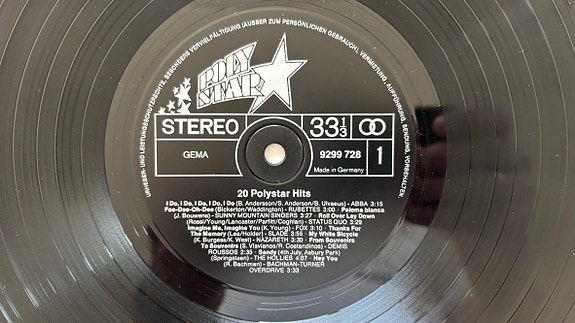 URHEBER- UND LEISTUNGSSCHUTZRECHTE, BESONDERS VERVIELFÄLTIGUNG (AUSSER ZUM PERSÖNLICHEN GEBRAUCH), VERMIETUNG, AUFFÜHRUNG, SENDUNG, VORBEHALTEN.
POLY
STAR
STEREO
33 1/3
GEMA
9299 728
Made in Germany
1
20 Polystar Hits
I Do, I Do, I Do, I Do, I Do (B. Andersson/S. Anderson/B. Ulvaeus) - ABBA 3:15
Foe-Dee-Oh-Dee (Bickerton/Waddington) - RUBETTES 3:00 · Paloma blanca
(J. Bouwens) - SUNNY MOUNTAIN SINGERS 3:27 · Roll Over Lay Down
(Rossi/Young/Lancaster/Parfitt/Coghlan) - STATUS QUO 3:29
Imagine Me, Imagine You (K. Young) - FOX 3:10 · Thanks For
The Memory (Lea/Holder) - SLADE 3:55 · My White Bicycle
(K. Burgess/K. West) - NAZARETH 3:30 · From Souvenirs
To Souvenirs (S. Vlavianos/R. Costandinos) - DEMIS
ROUSSOS 2:35 · Sandy (4th July, Asbury Park)
(Springsteen) - THE HOLLIES 4:07 · Hey You
(R. Bachman) - BACHMAN-TURNER
OVERDRIVE 3:33